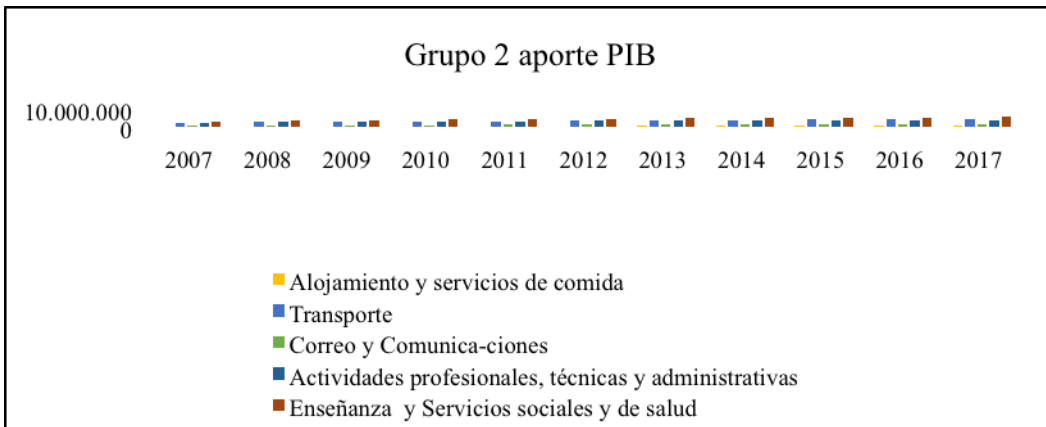 Grupo 2 aporte PIB
10.000.000
0
2007 2008 2009 2010 2011 2012 2013 2014 2015 2016 2017
Alojamiento y servicios de comida
Transporte
Correo y Comunica-ciones
Actividades profesionales, técnicas y administrativas
Enseñanza  y Servicios sociales y de salud